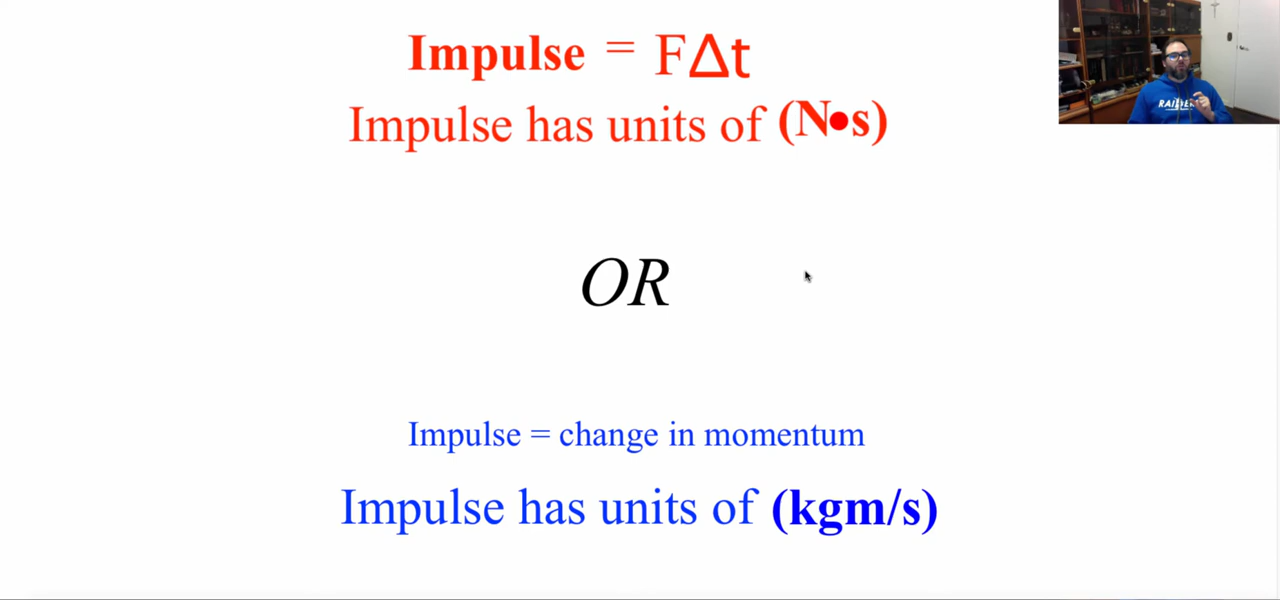 Impulse = FΔt
Impulse has units of (N•s)
OR
Impulse = change in momentum
Impulse has units of (kgm/s)